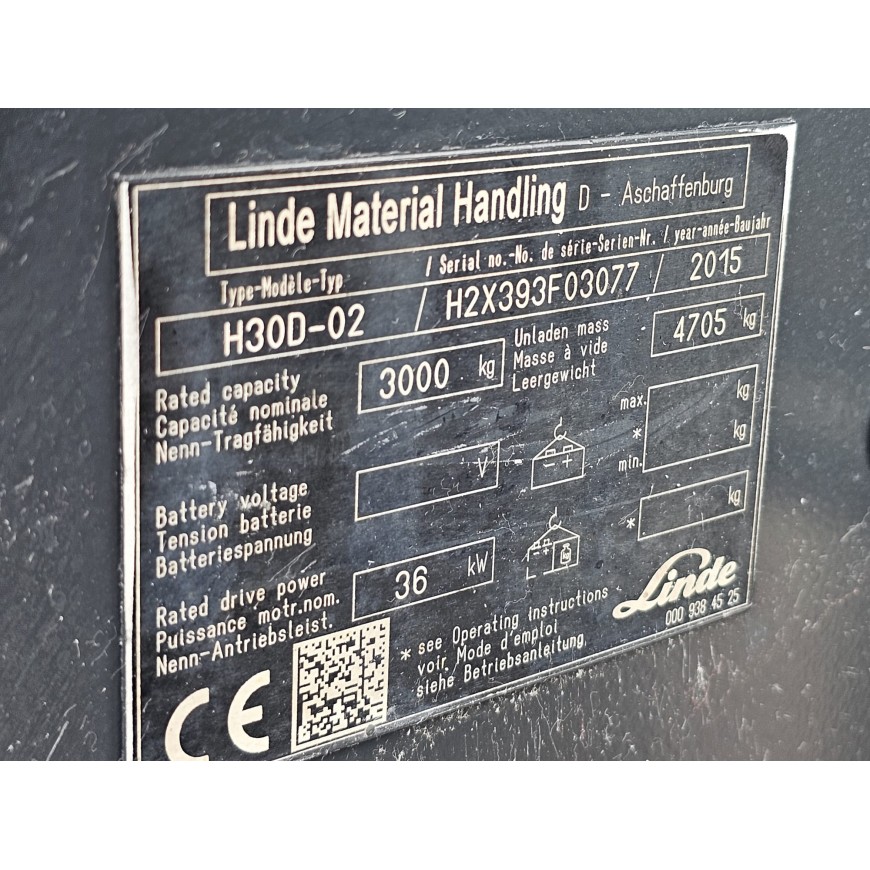 Linde Material Handling D - Aschaffenburg
Type-Modèle-Typ / Serial no.-No. de série-Serien-Nr. / year-année-Baujahr
H30D-02 / H2X393F03077 / 2015
Rated capacity
Capacité nominale
Nenn-Tragfähigkeit
3000 kg
Unladen mass
Masse à vide
Leergewicht
4705 kg
Battery voltage
Tension batterie
Batteriespannung
V
- +
max. kg
* kg
min.
Rated drive power
Puissance motr.nom.
Nenn-Antriebsleist.
36 kW
- +
kg
* kg
* see Operating instructions
voir Mode d'emploi
siehe Betriebsanleitung
Linde
000 938 45 25
CE